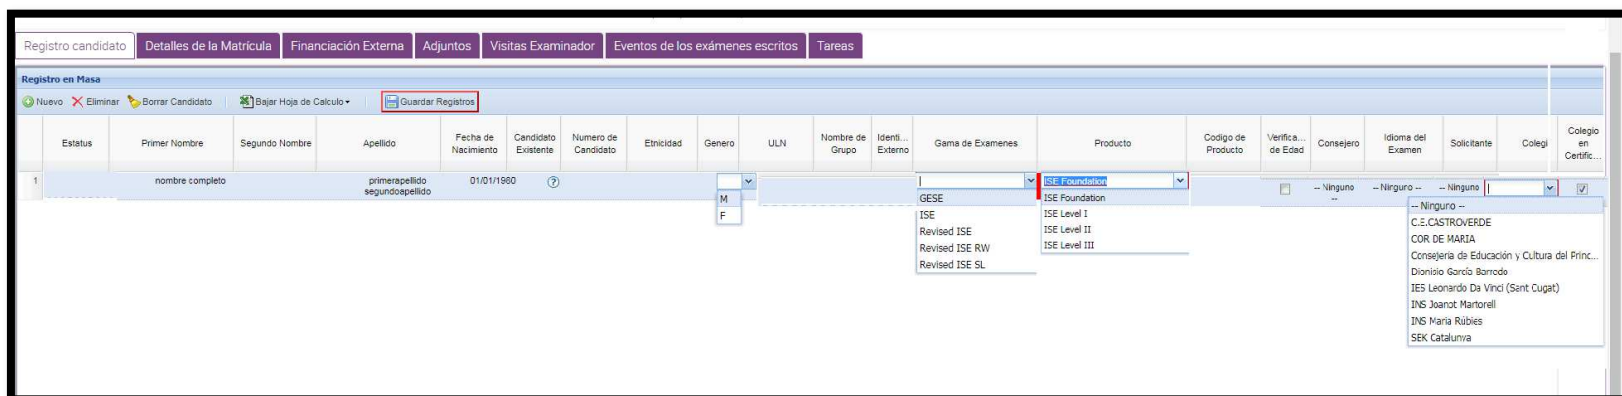 Registro candidato Detalles de la Matrícula Financiación Externa Adjuntos Visitas Examinador Eventos de los exámenes escritos Tareas
Registro en Masa
Nuevo Eliminar Borrar Candidato Bajar Hoja de Calculo Guardar Registros
Estatus Primer Nombre Segundo Nombre Apellido Fecha de Nacimiento Candidato Existente Numero de Candidato Etnicidad Genero ULN Nombre de Grupo Identi... Externo Gama de Examenes Producto Codigo de Producto Verifica... de Edad Consejero Idioma del Examen Solicitante Colegi Colegio en Certific...
1 nombre completo primerapellido segundoapellido 01/01/1960 ISE Foundation -- Ninguno -- -- Ninguno -- -- Ninguno
M
F
GESE
ISE
Revised ISE
Revised ISE RW
Revised ISE SL
ISE Foundation
ISE Level I
ISE Level II
ISE Level III
-- Ninguno --
C.E.CASTROVERDE
COR DE MARIA
Consejería de Educación y Cultura del Princ...
Dionisio García Barredo
IES Leonardo Da Vinci (Sant Cugat)
INS Joanot Martorell
INS Maria Rúbies
SEK Catalunya